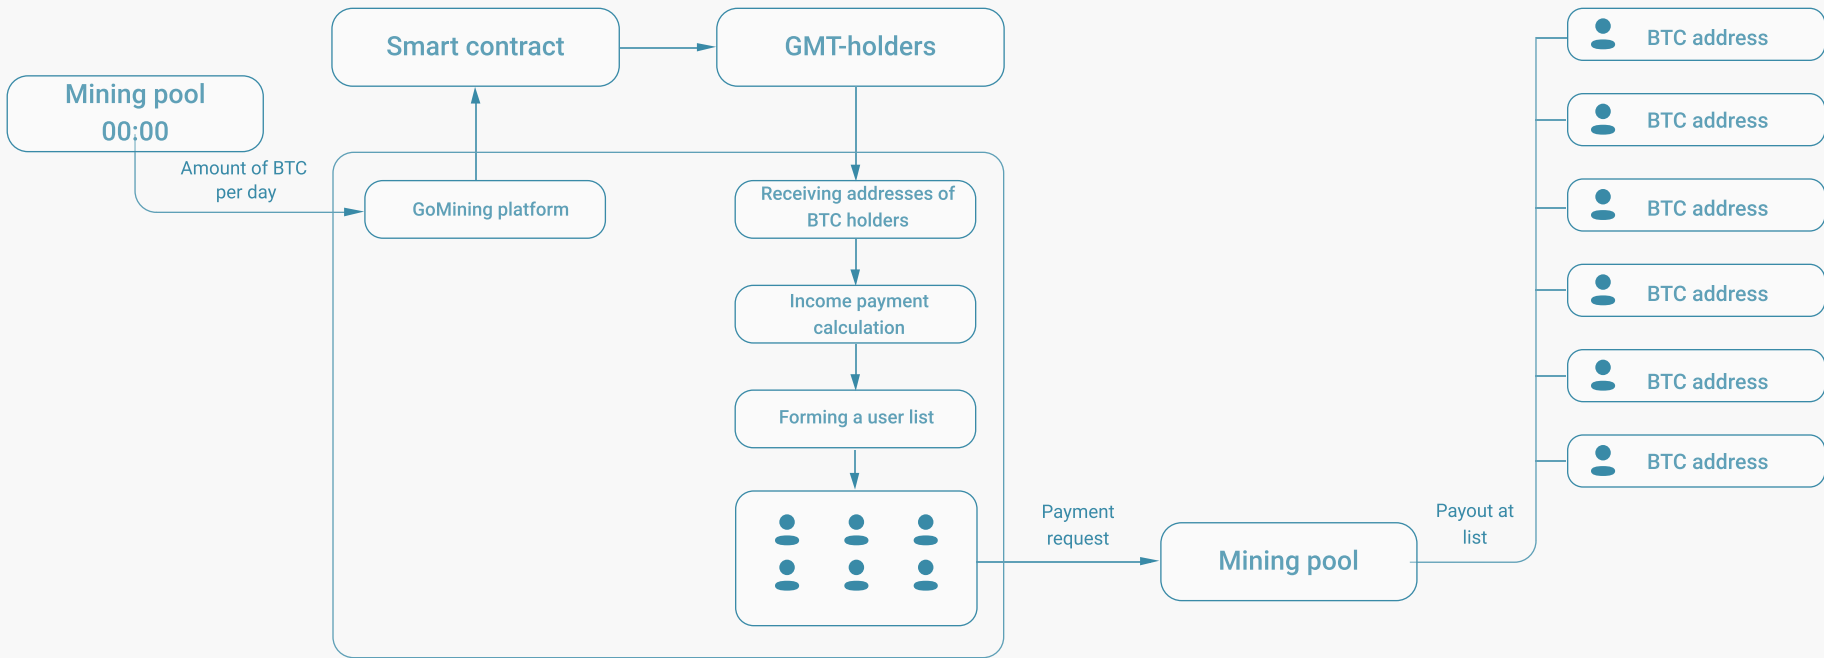 Mining pool
00:00
Amount of BTC
per day
Smart contract
GMT-holders
GoMining platform
Receiving addresses of
BTC holders
Income payment
calculation
Forming a user list
Payment
request
Mining pool
Payout at
list
BTC address
BTC address
BTC address
BTC address
BTC address
BTC address